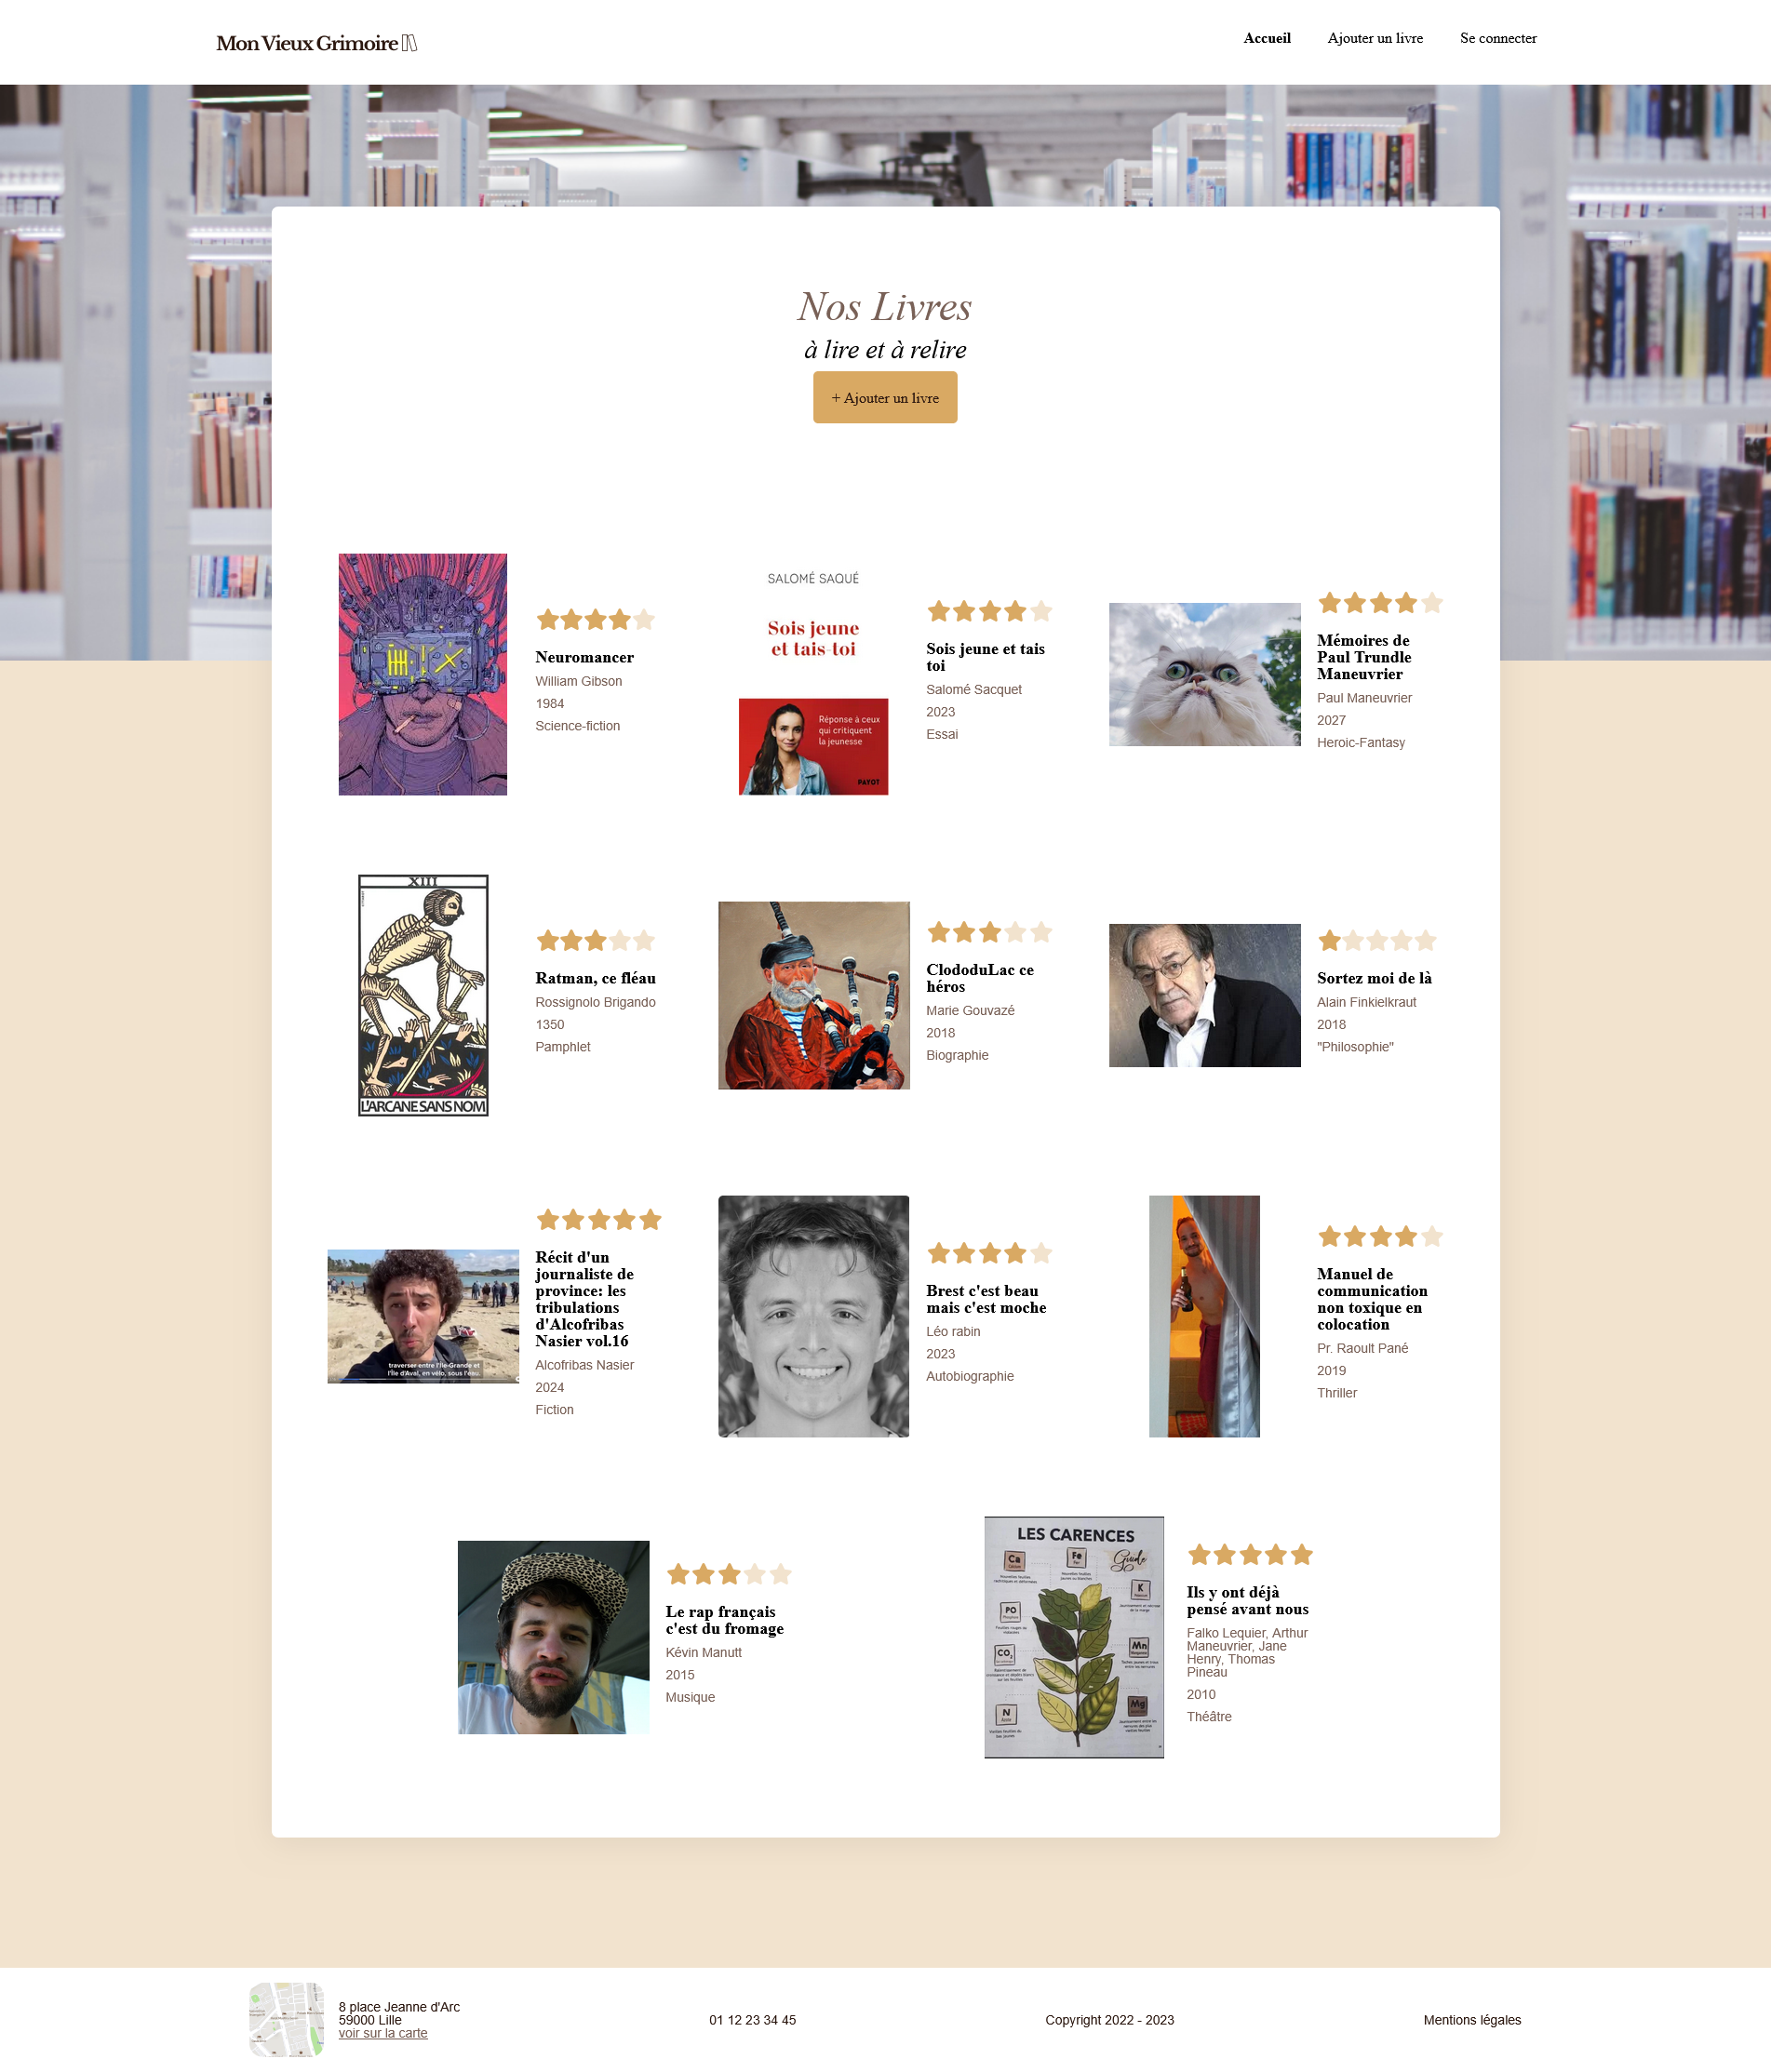 Mon Vieux Grimoire
Accueil
Ajouter un livre
Se connecter
Nos Livres
à lire et à relire
+ Ajouter un livre
Neuromancer
William Gibson
1984
Science-fiction
SALOMÉ SAQUÉ
Sois jeune
et tais-toi
Réponse à ceux
qui critiquent
la jeunesse
PAYOT
Sois jeune et tais
toi
Salomé Sacquet
2023
Essai
Mémoires de
Paul Trundle
Maneuvrier
Paul Maneuvrier
2027
Heroic-Fantasy
XIII
L'ARCANE SANS NOM
Ratman, ce fléau
Rossignolo Brigando
1350
Pamphlet
ClododuLac ce
héros
Marie Gouvazé
2018
Biographie
Sortez moi de là
Alain Finkielkraut
2018
"Philosophie"
traverser entre l'Ile-Grande et
l'Île d'Aval, en vélo, sous l'eau.
Récit d'un
journaliste de
province: les
tribulations
d'Alcofribas
Nasier vol.16
Alcofribas Nasier
2024
Fiction
Brest c'est beau
mais c'est moche
Léo rabin
2023
Autobiographie
Manuel de
communication
non toxique en
colocation
Pr. Raoult Pané
2019
Thriller
Le rap français
c'est du fromage
Kévin Manutt
2015
Musique
LES CARENCES
Guide
Ca
Fe
K
PO
Mn
CO₂
Mg
N
Ils y ont déjà
pensé avant nous
Falko Lequier, Arthur
Maneuvrier, Jane
Henry, Thomas
Pineau
2010
Théâtre
8 place Jeanne d'Arc
59000 Lille
voir sur la carte
01 12 23 34 45
Copyright 2022 - 2023
Mentions légales